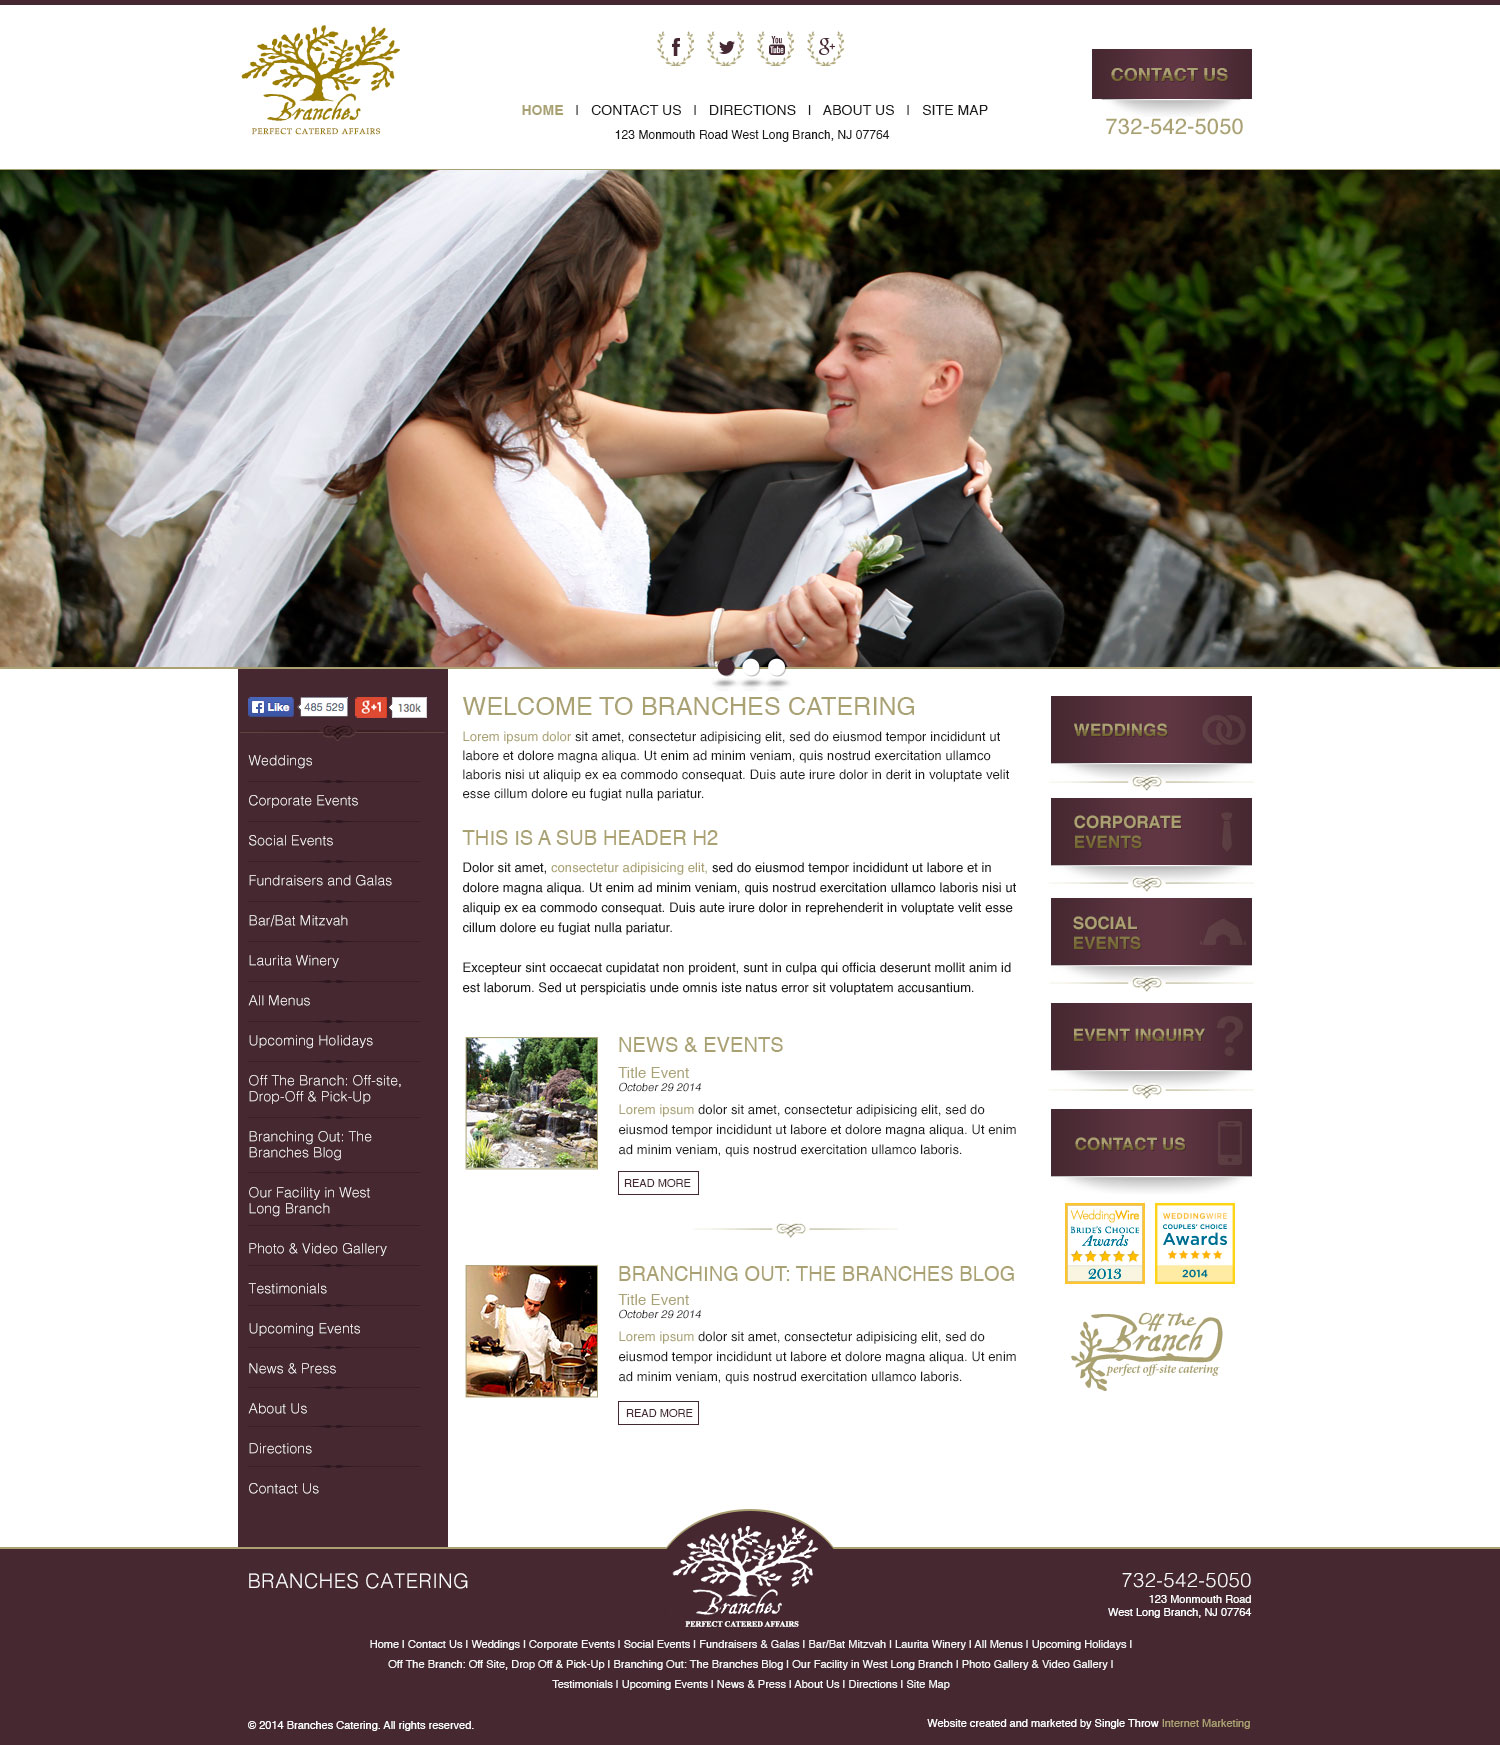 Branches
PERFECT CATERED AFFAIRS
You
Tube
g+
HOME | CONTACT US | DIRECTIONS | ABOUT US | SITE MAP
123 Monmouth Road West Long Branch, NJ 07764
CONTACT US
732-542-5050
Like 485 529 g+1 130k
Weddings
Corporate Events
Social Events
Fundraisers and Galas
Bar/Bat Mitzvah
Laurita Winery
All Menus
Upcoming Holidays
Off The Branch: Off-site,
Drop-Off & Pick-Up
Branching Out: The
Branches Blog
Our Facility in West
Long Branch
Photo & Video Gallery
Testimonials
Upcoming Events
News & Press
About Us
Directions
Contact Us
WELCOME TO BRANCHES CATERING
Lorem ipsum dolor sit amet, consectetur adipisicing elit, sed do eiusmod tempor incididunt ut
labore et dolore magna aliqua. Ut enim ad minim veniam, quis nostrud exercitation ullamco
laboris nisi ut aliquip ex ea commodo consequat. Duis aute irure dolor in derit in voluptate velit
esse cillum dolore eu fugiat nulla pariatur.
THIS IS A SUB HEADER H2
Dolor sit amet, consectetur adipisicing elit, sed do eiusmod tempor incididunt ut labore et in
dolore magna aliqua. Ut enim ad minim veniam, quis nostrud exercitation ullamco laboris nisi ut
aliquip ex ea commodo consequat. Duis aute irure dolor in reprehenderit in voluptate velit esse
cillum dolore eu fugiat nulla pariatur.
Excepteur sint occaecat cupidatat non proident, sunt in culpa qui officia deserunt mollit anim id
est laborum. Sed ut perspiciatis unde omnis iste natus error sit voluptatem accusantium.
NEWS & EVENTS
Title Event
October 29 2014
Lorem ipsum dolor sit amet, consectetur adipisicing elit, sed do
eiusmod tempor incididunt ut labore et dolore magna aliqua. Ut enim
ad minim veniam, quis nostrud exercitation ullamco laboris.
READ MORE
BRANCHING OUT: THE BRANCHES BLOG
Title Event
October 29 2014
Lorem ipsum dolor sit amet, consectetur adipisicing elit, sed do
eiusmod tempor incididunt ut labore et dolore magna aliqua. Ut enim
ad minim veniam, quis nostrud exercitation ullamco laboris.
READ MORE
WEDDINGS
CORPORATE
EVENTS
SOCIAL
EVENTS
EVENT INQUIRY ?
CONTACT US
WeddingWire
BRIDE'S CHOICE
Awards
2013
WEDDINGWIRE
COUPLES' CHOICE
Awards
2014
Off The
Branch
perfect off-site catering
BRANCHES CATERING
Branches
PERFECT CATERED AFFAIRS
732-542-5050
123 Monmouth Road
West Long Branch, NJ 07764
Home | Contact Us | Weddings | Corporate Events | Social Events | Fundraisers & Galas | Bar/Bat Mitzvah | Laurita Winery | All Menus | Upcoming Holidays |
Off The Branch: Off Site, Drop Off & Pick-Up | Branching Out: The Branches Blog | Our Facility in West Long Branch | Photo Gallery & Video Gallery |
Testimonials | Upcoming Events | News & Press | About Us | Directions | Site Map
© 2014 Branches Catering. All rights reserved.
Website created and marketed by Single Throw Internet Marketing